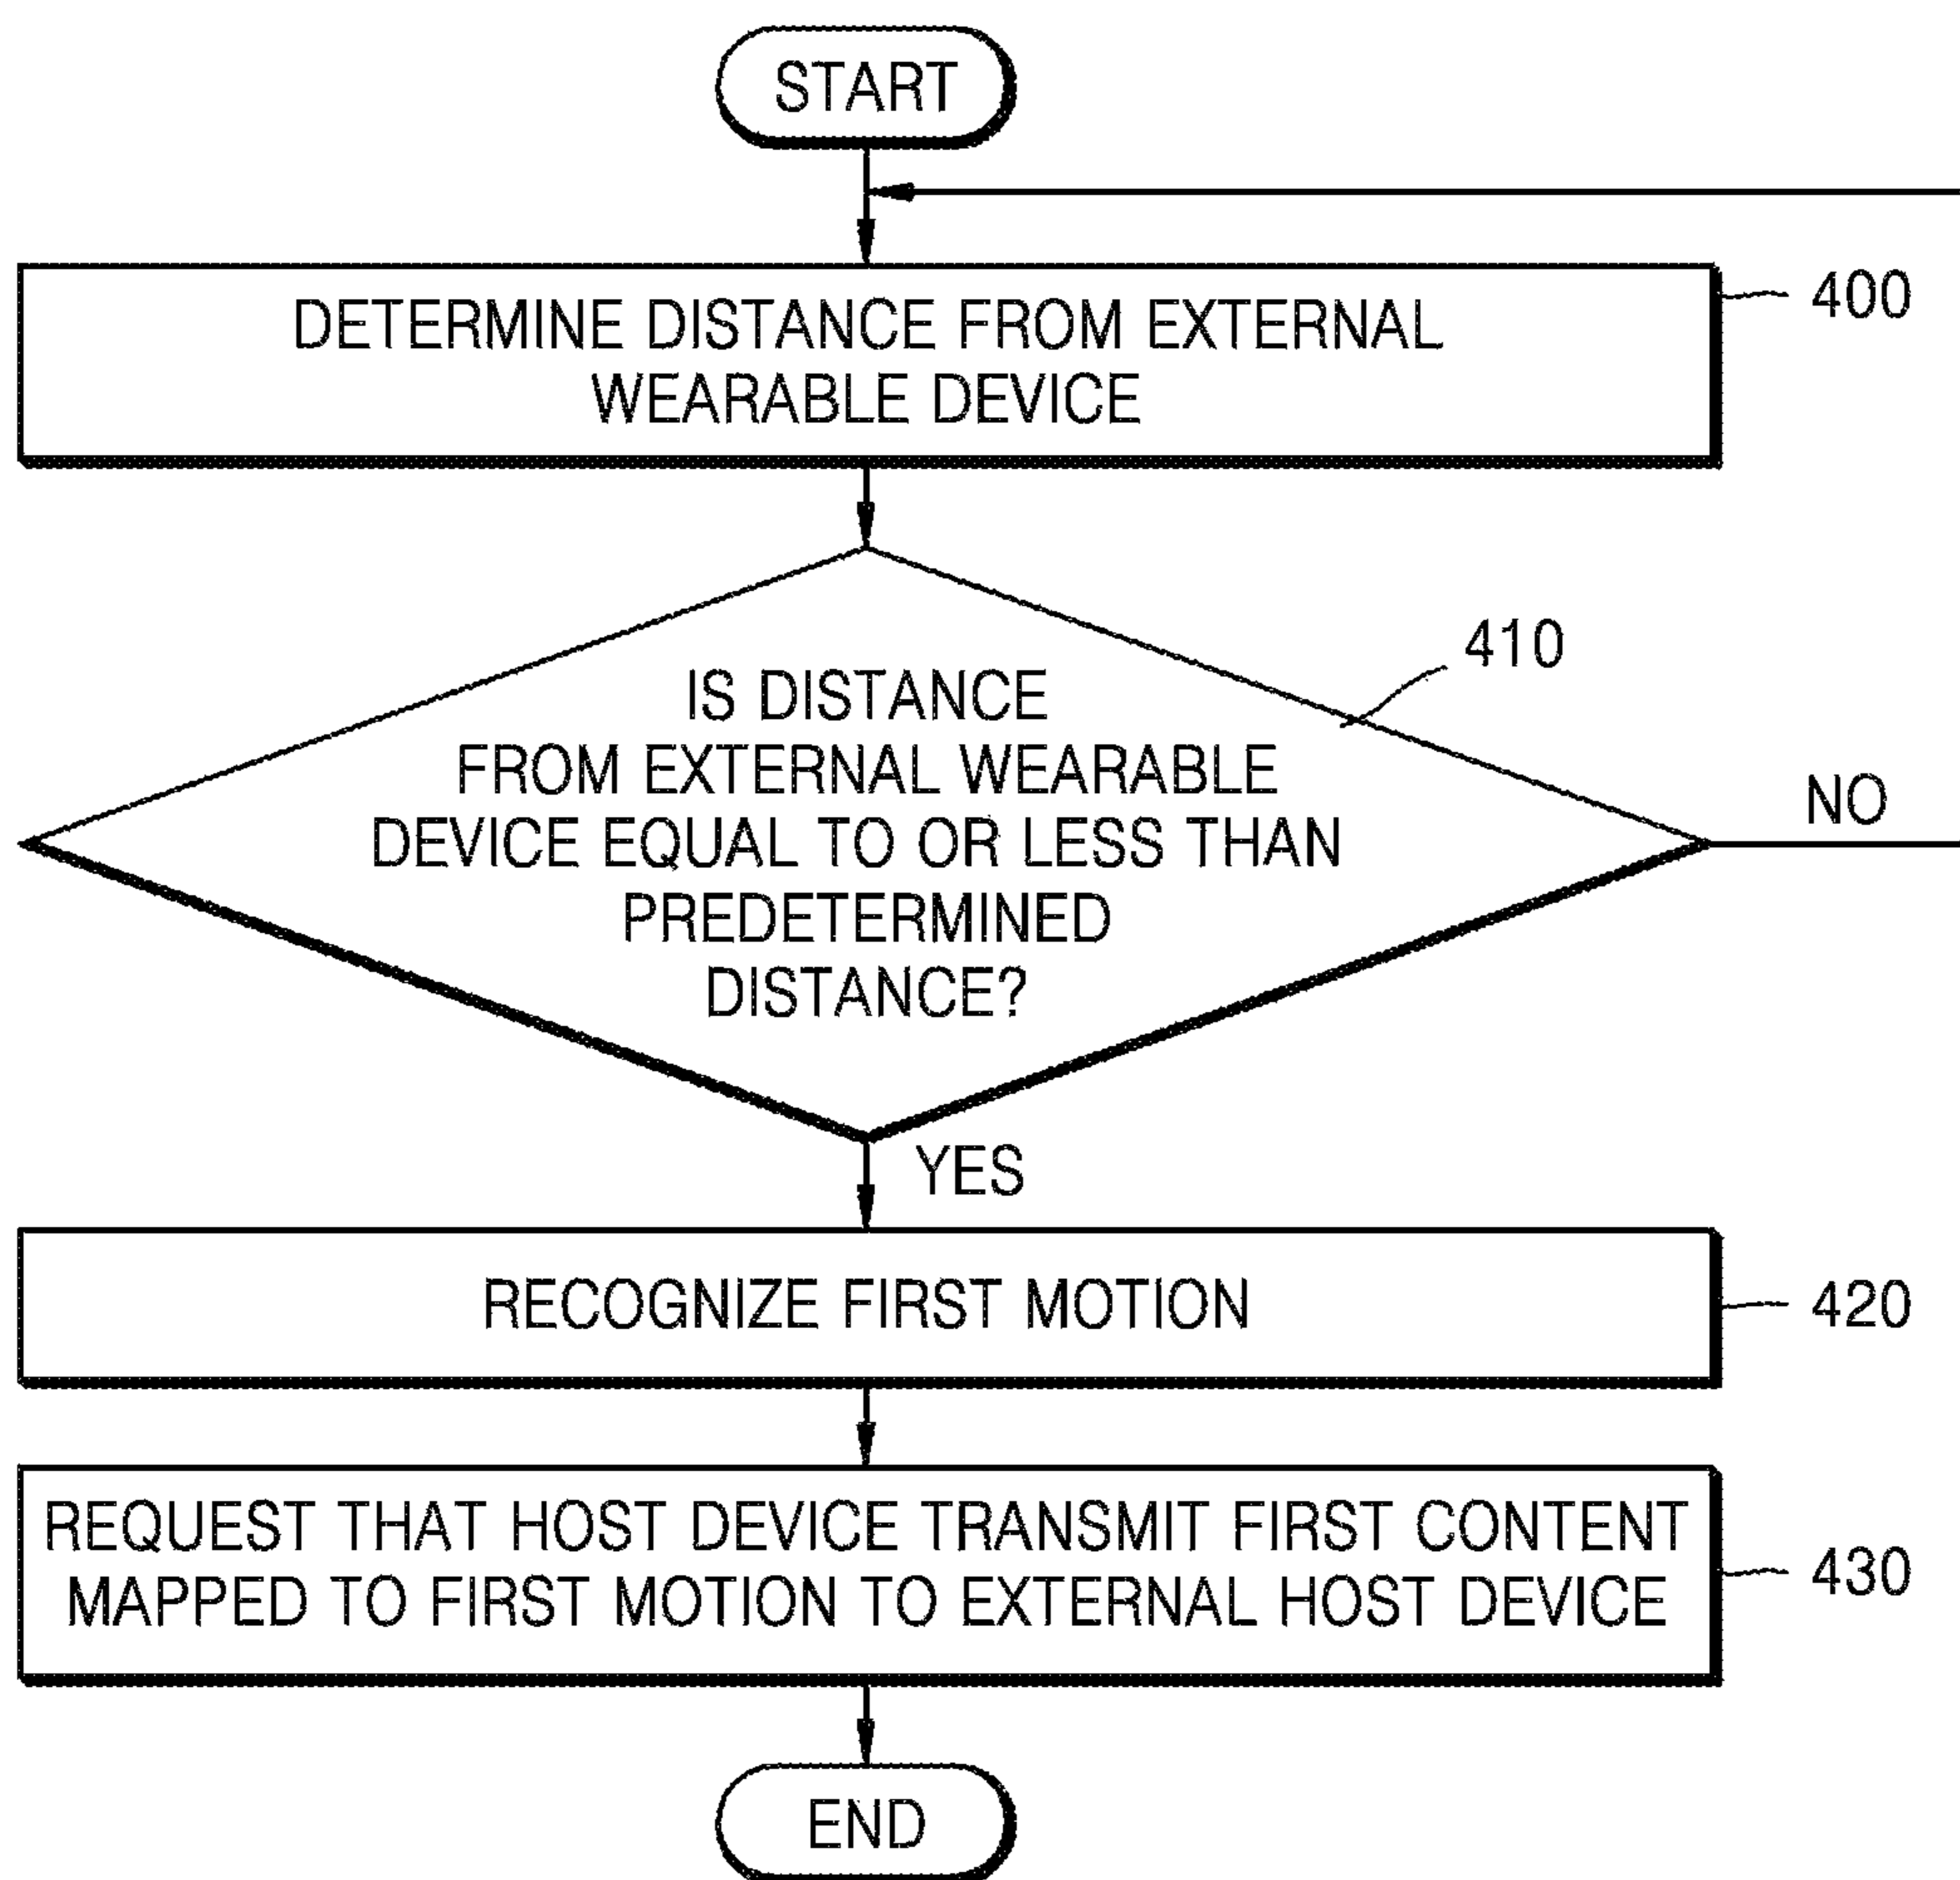 START
DETERMINE DISTANCE FROM EXTERNAL
WEARABLE DEVICE
400
410
IS DISTANCE
FROM EXTERNAL WEARABLE
DEVICE EQUAL TO OR LESS THAN
PREDETERMINED
DISTANCE?
NO
YES
RECOGNIZE FIRST MOTION
420
REQUEST THAT HOST DEVICE TRANSMIT FIRST CONTENT
MAPPED TO FIRST MOTION TO EXTERNAL HOST DEVICE
430
END